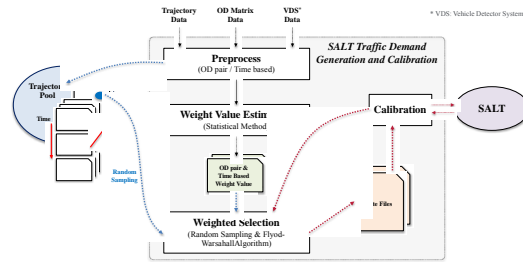 Trajectory
Data
OD Matrix
Data
VDS*
Data
* VDS: Vehicle Detector System
SALT Traffic Demand
Generation and Calibration
Preprocess
(OD pair / Time based)
Pool
Time
Weight Value
(Statistical Method
Calibration
SALT
OD pair &
Time Based
Weight Value
Random
Sampling
Files
Weighted Selection
(Random Sampling & Flyod-
WarsahallAlgorithm)